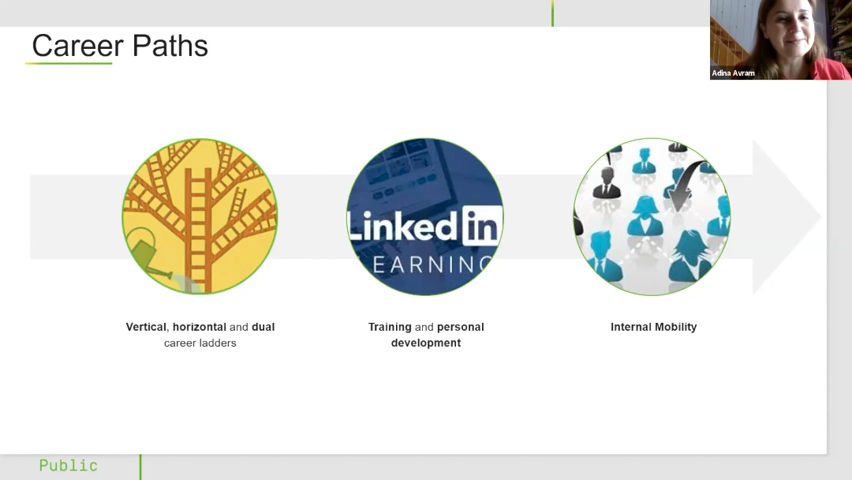 Career Paths
Adina Avram
Linked in
LEARNING
Vertical, horizontal and dual
career ladders
Training and personal
development
Internal Mobility
Public